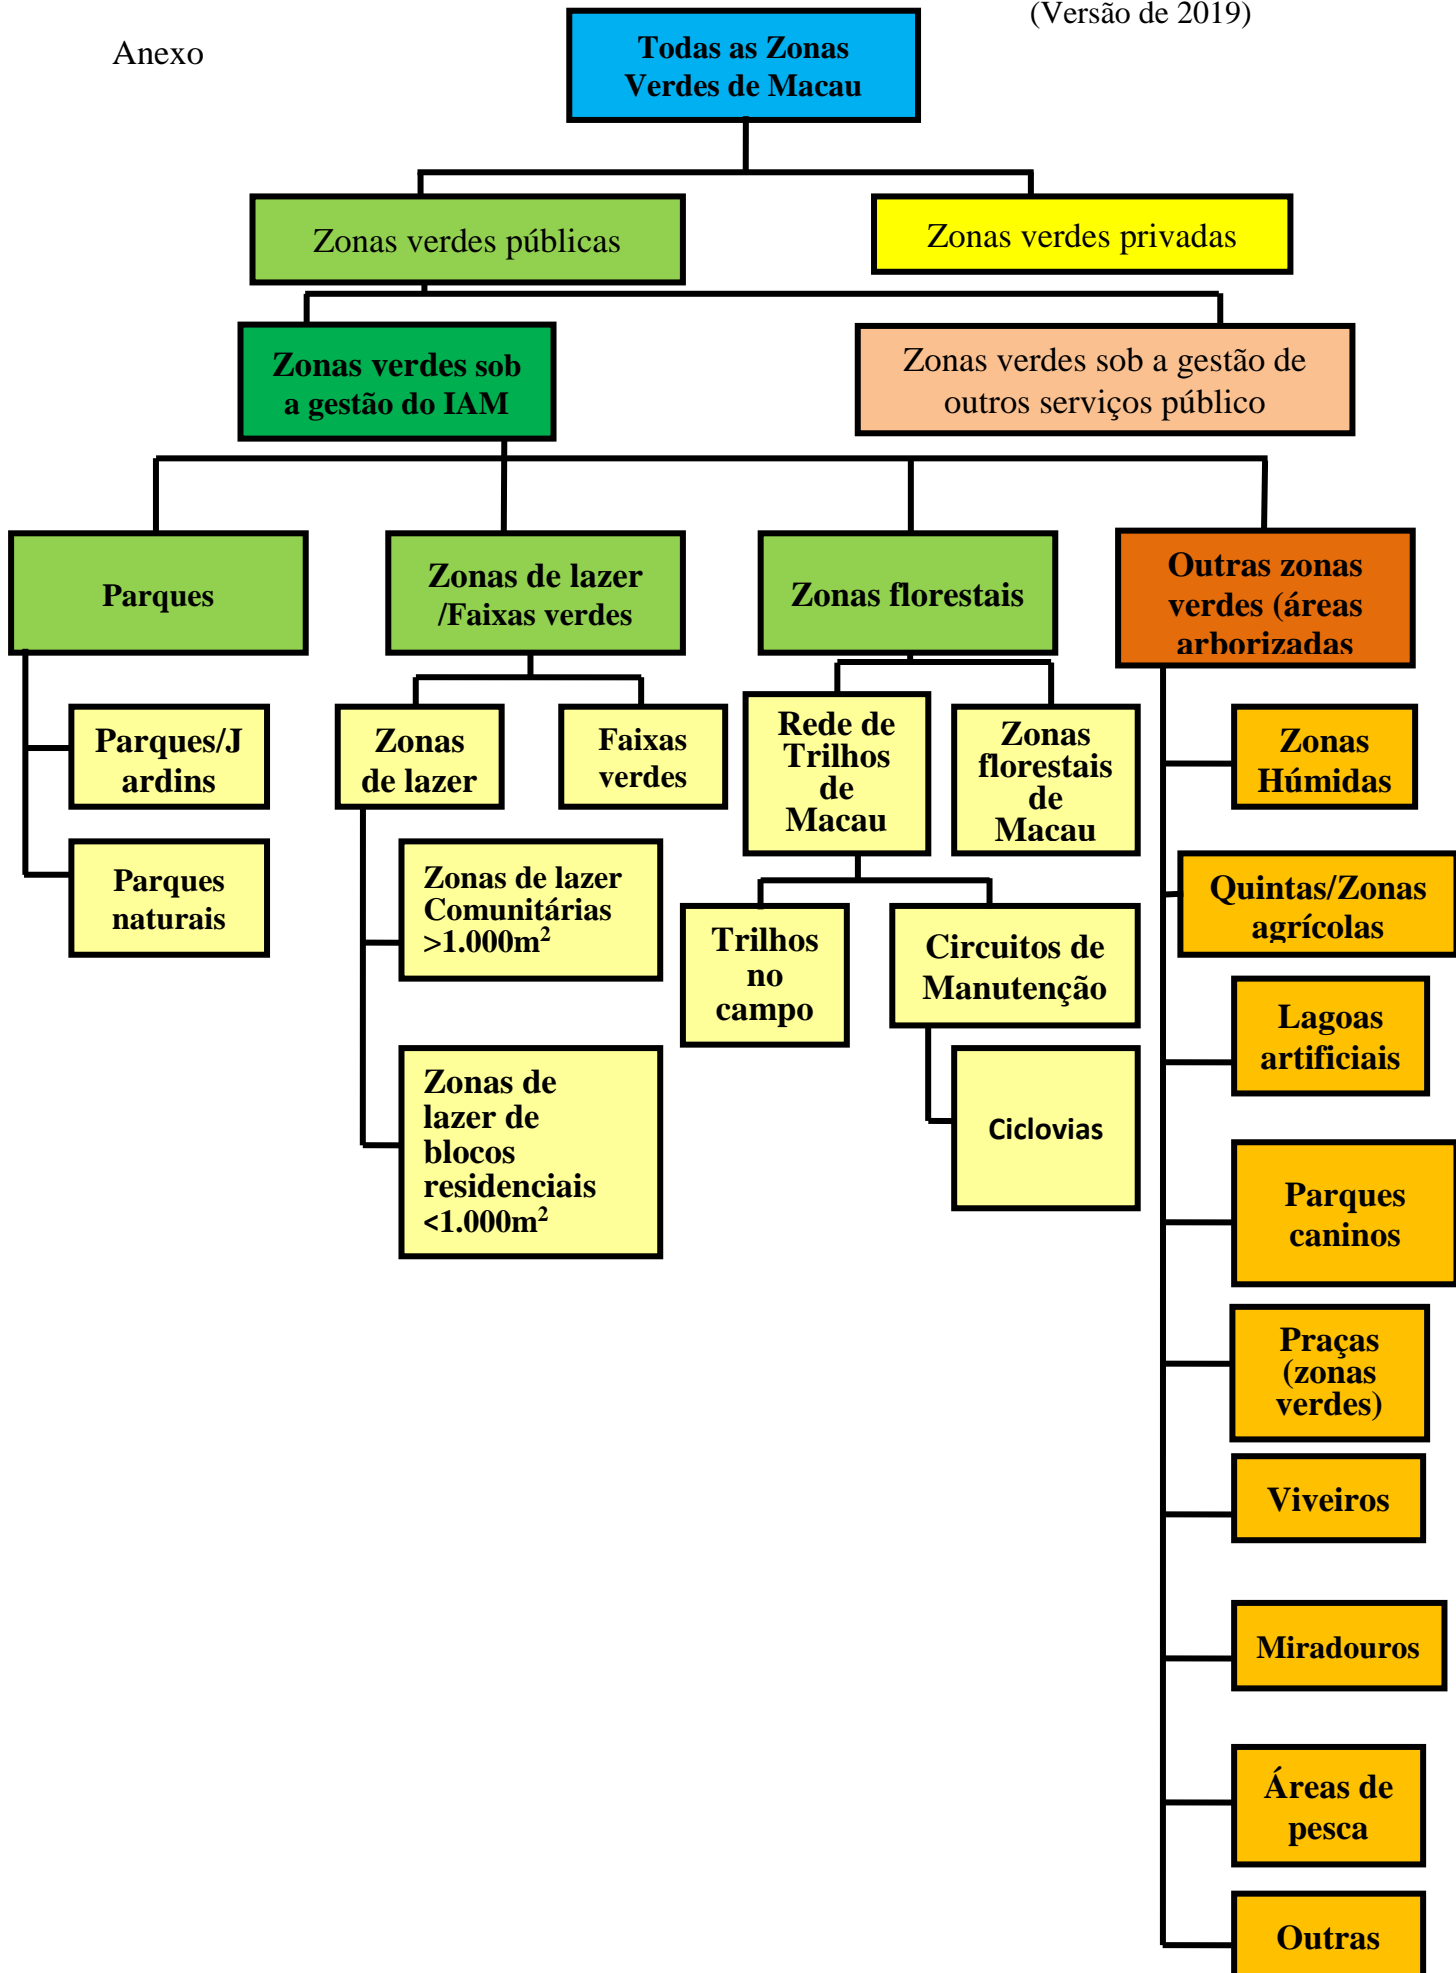 (Versão de 2019)
Anexo
Todas as Zonas
Verdes de Macau
Zonas verdes públicas
Zonas verdes privadas
Zonas verdes sob
a gestão do IAM
Zonas verdes sob a gestão de
outros serviços público
Parques
Zonas de lazer
/Faixas verdes
Zonas florestais
Outras zonas
verdes (áreas
arborizadas
Parques/J
ardins
Zonas
de lazer
Faixas
verdes
Rede de
Trilhos
de
Macau
Zonas
florestais
de
Macau
Zonas
Húmidas
Parques
naturais
Zonas de lazer
Comunitárias
>1.000m²
Trilhos
no
campo
Circuitos de
Manutenção
Quintas/Zonas
agrícolas
Lagoas
artificiais
Zonas de
lazer de
blocos
residenciais
<1.000m²
Ciclovias
Parques
caninos
Praças
(zonas
verdes)
Viveiros
Miradouros
Áreas de
pesca
Outras